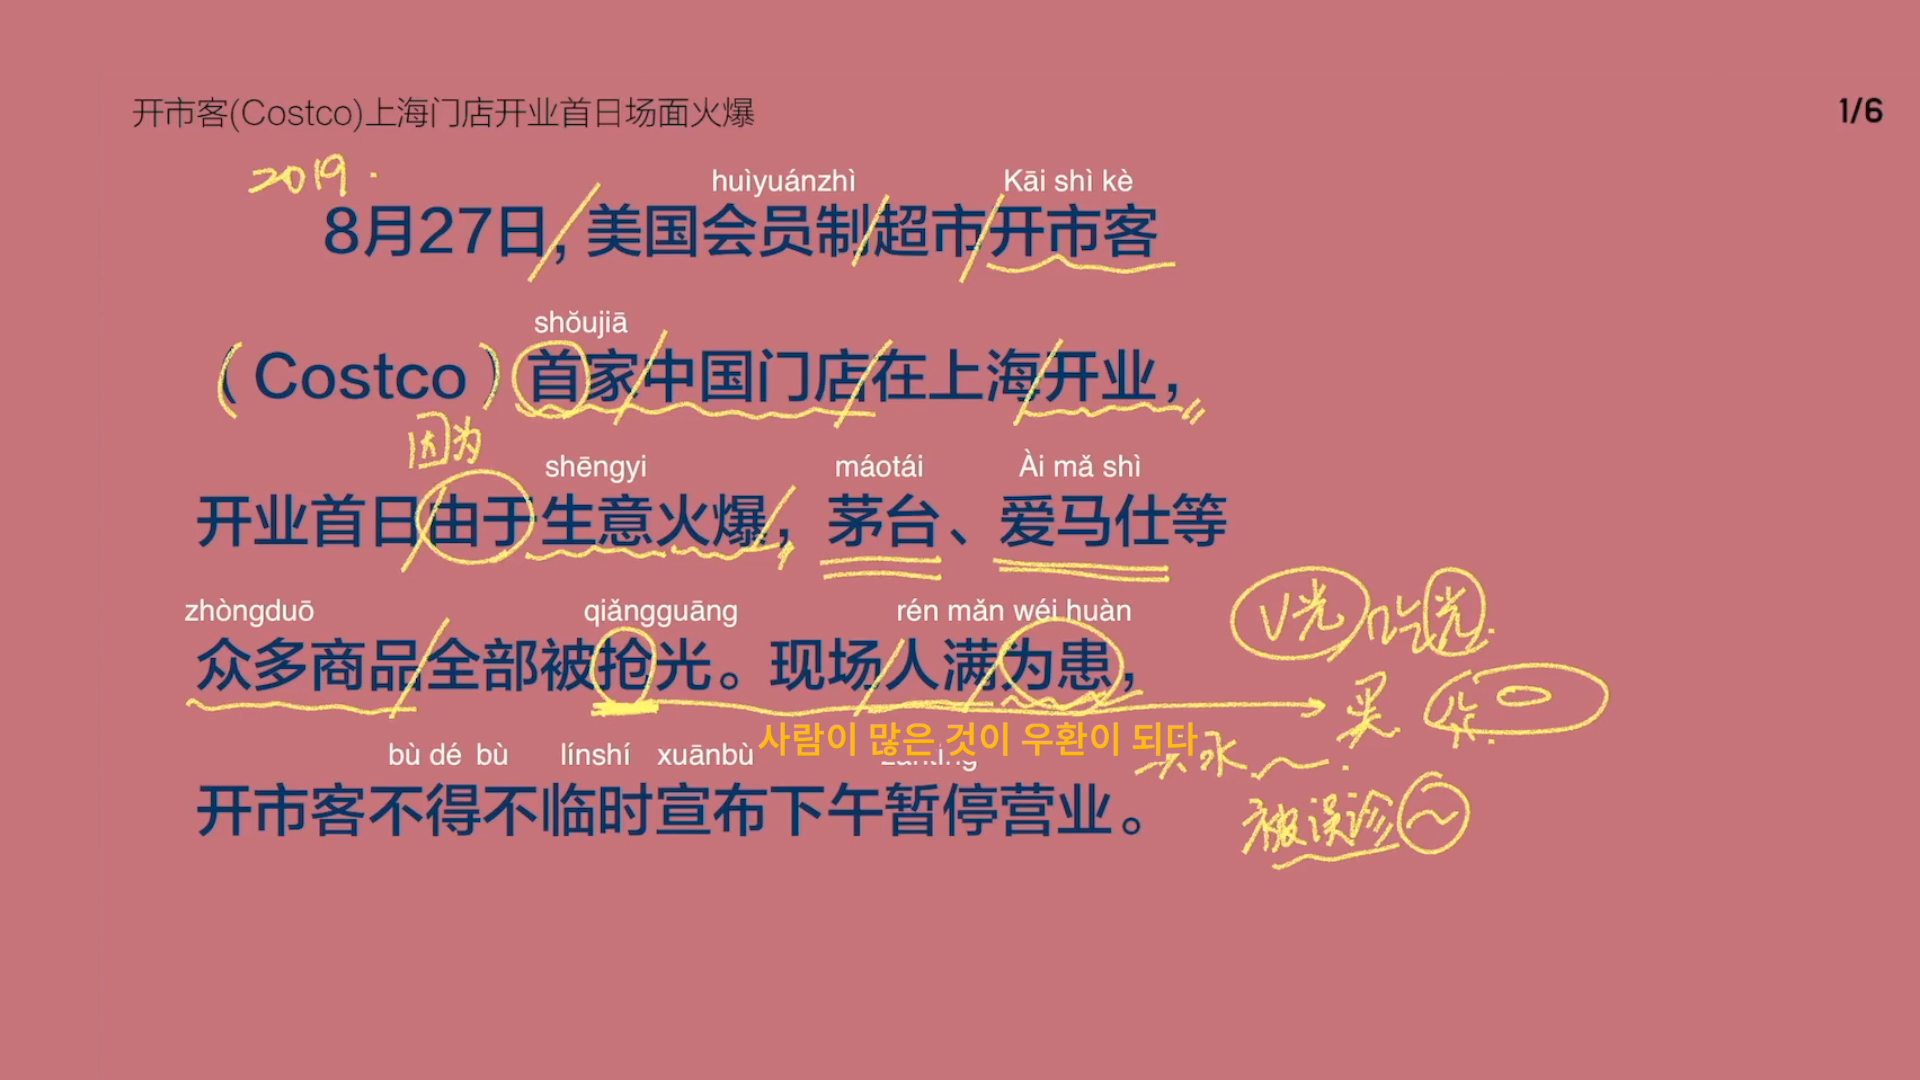 开市客(Costco)上海门店开业首日场面火爆
1/6
2019.
huìyuánzhì Kāi shì kè
8月27日, 美国会员制超市开市客
shǒujiā
（Costco）首家中国门店在上海开业，
因为
shēngyi máotái Ài mǎ shì
开业首日由于生意火爆，茅台、爱马仕等
zhòngduō qiǎngguāng rén mǎn wéi huàn
众多商品全部被抢光。现场人满为患，
V光 吃光.
买
사람이 많은 것이 우환이 되다
bù dé bù línshí xuānbù
开市客不得不临时宣布下午暂停营业。
被误诊